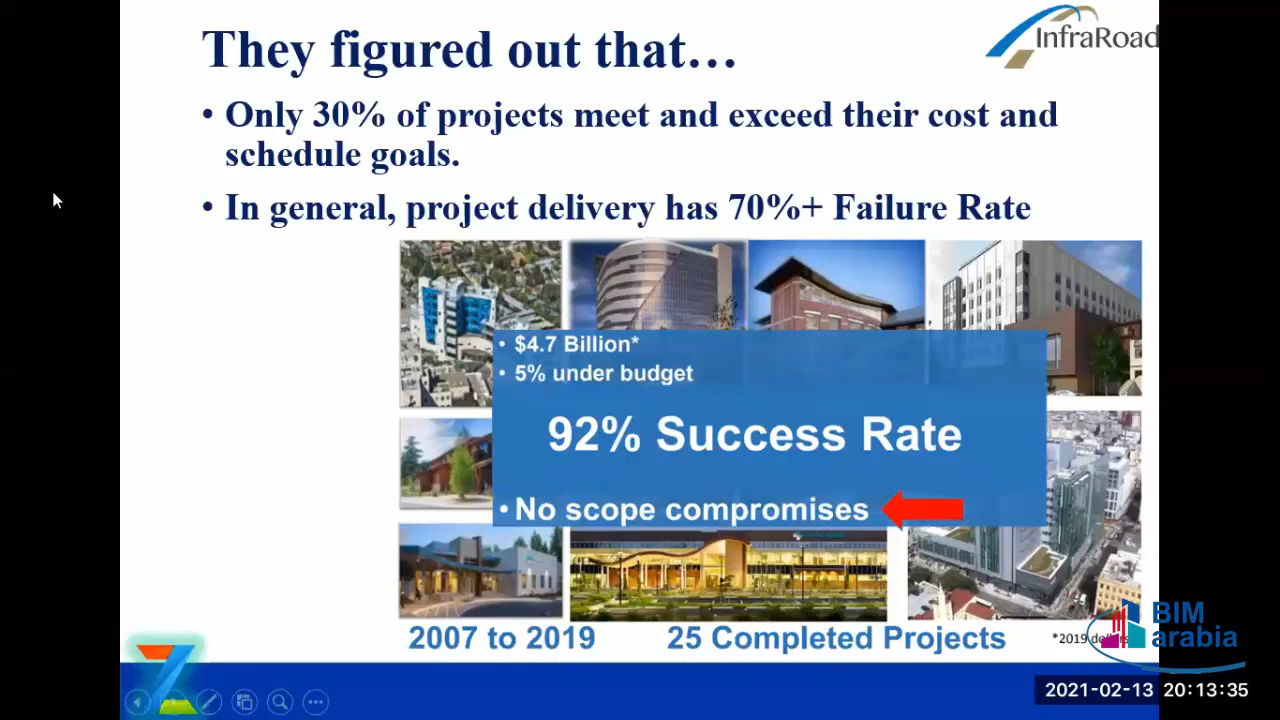 They figured out that...
InfraRoad
• Only 30% of projects meet and exceed their cost and
schedule goals.
• In general, project delivery has 70%+ Failure Rate
• $4.7 Billion*
• 5% under budget
92% Success Rate
• No scope compromises
2007 to 2019
25 Completed Projects
*2019
BIM
arabia
2021-02-13 20:13:35